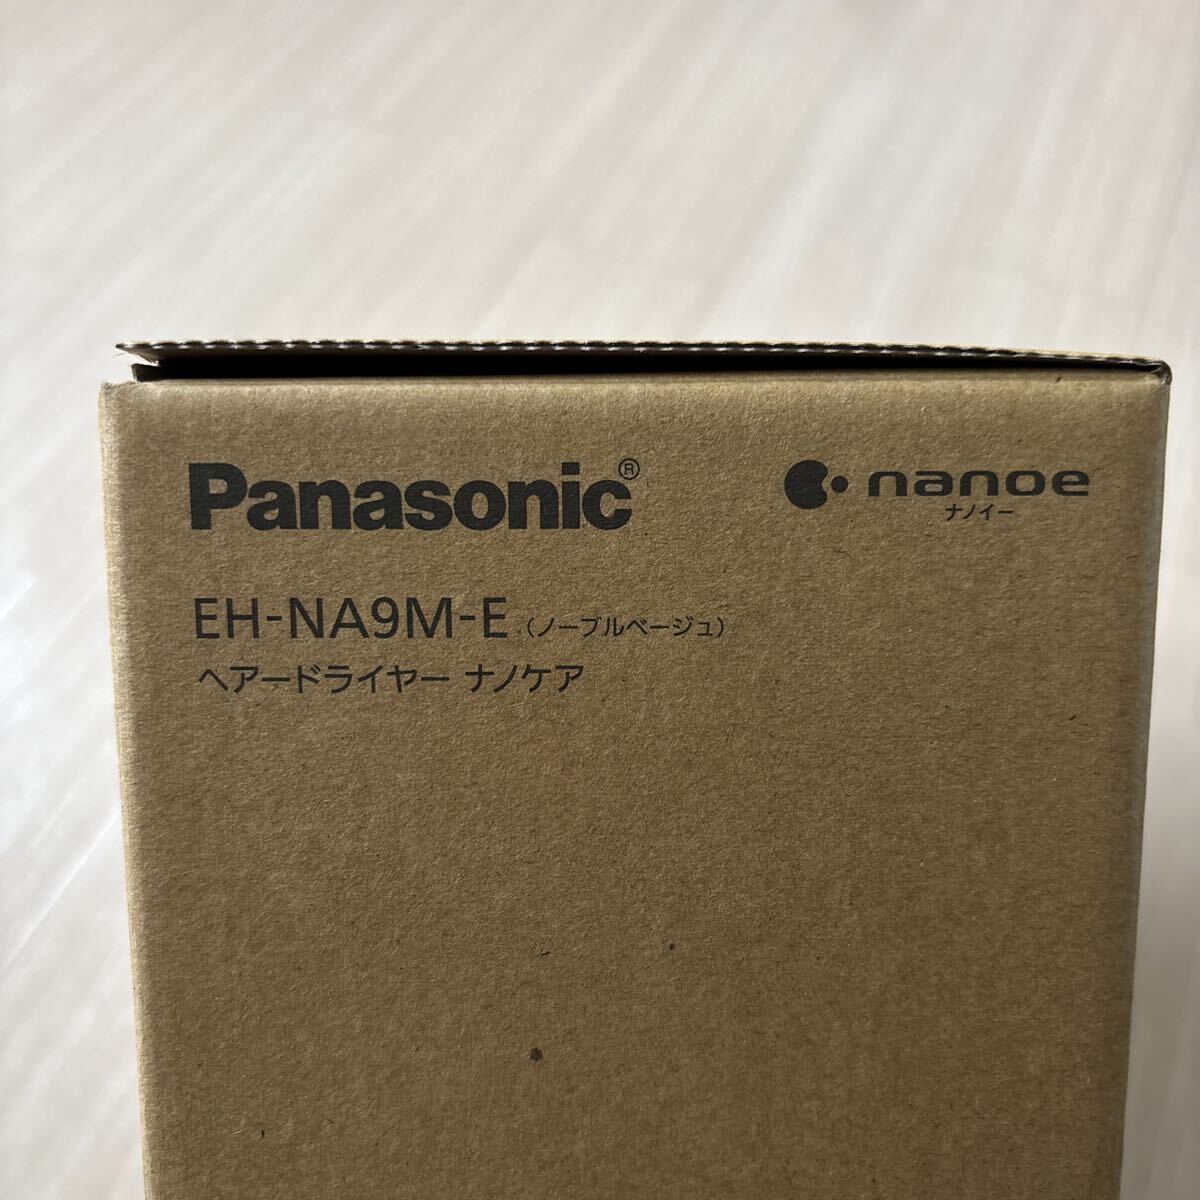 Panasonic®
nanoe
ナノイー
EH-NA9M-E（ノーブルベージュ）
ヘアードライヤー ナノケア